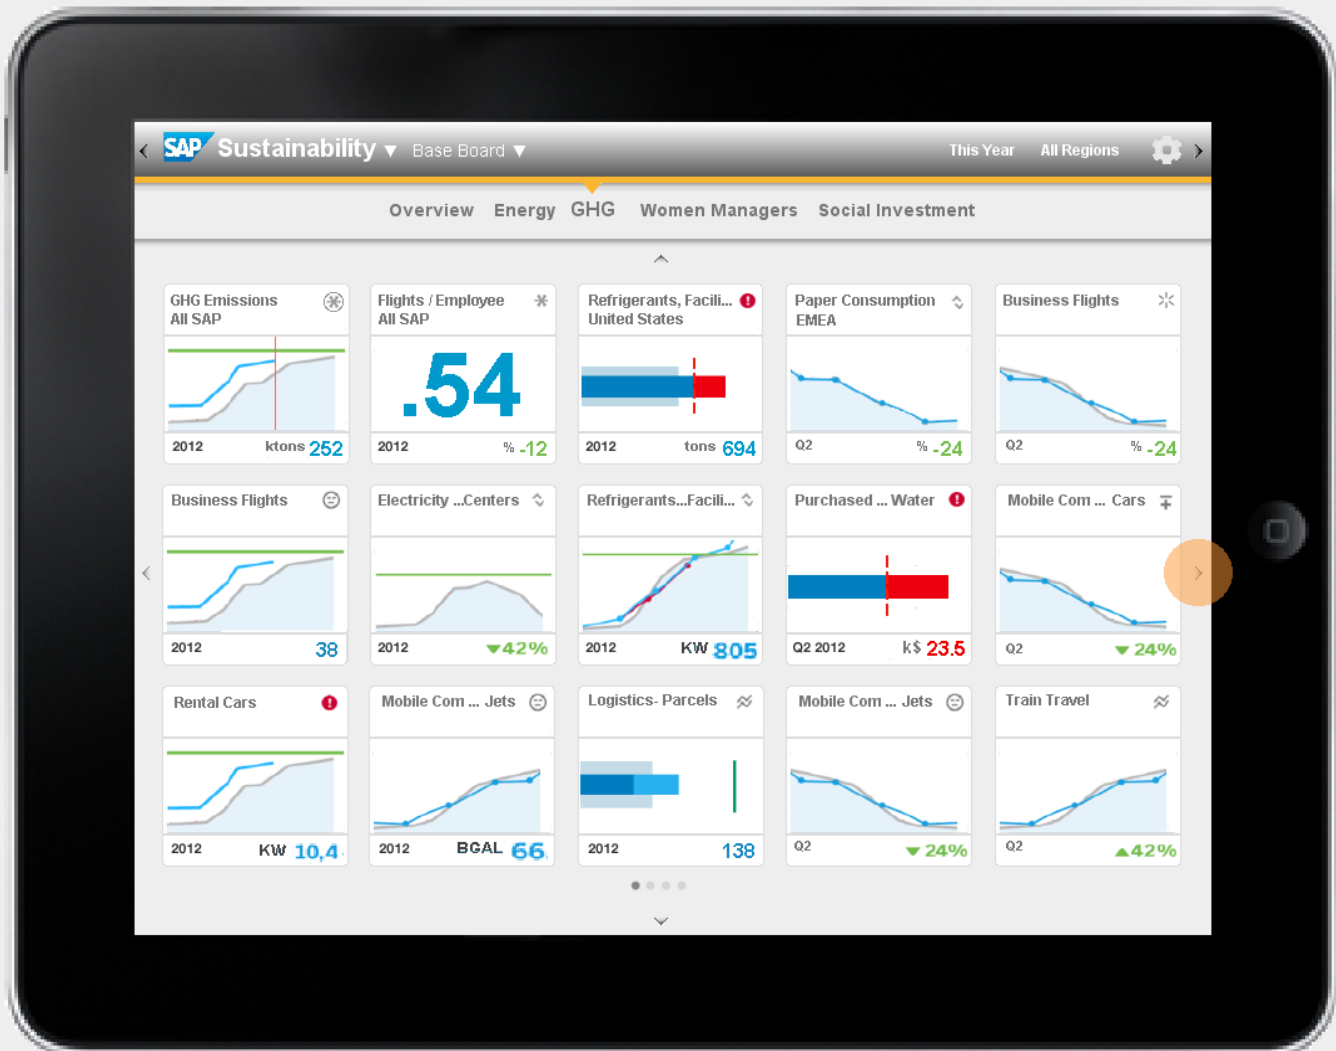 SAP Sustainability ▼ Base Board ▼ This Year All Regions
Overview Energy GHG Women Managers Social Investment
GHG Emissions
All SAP
2012 ktons 252
Flights / Employee
All SAP
.54
2012 % -12
Refrigerants, Facili...
United States
2012 tons 694
Paper Consumption
EMEA
Q2 % -24
Business Flights
Q2 % -24
Business Flights
2012 38
Electricity ...Centers
2012 ▼42%
Refrigerants...Facili...
2012 KW 805
Purchased ... Water
Q2 2012 k$ 23.5
Mobile Com ... Cars
Q2 ▼ 24%
Rental Cars
2012 KW 10,4
Mobile Com ... Jets
2012 BGAL 66
Logistics- Parcels
2012 138
Mobile Com ... Jets
Q2 ▼ 24%
Train Travel
Q2 ▲42%